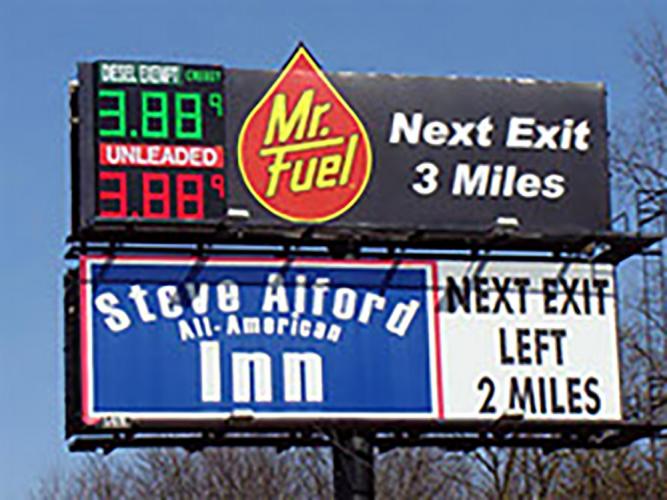 DIESEL EXEMPT
3.88 9
UNLEADED
3.88 9
Mr.
Fuel
Next Exit
3 Miles
Steve Alford
All-American
Inn
NEXT EXIT
LEFT
2 MILES